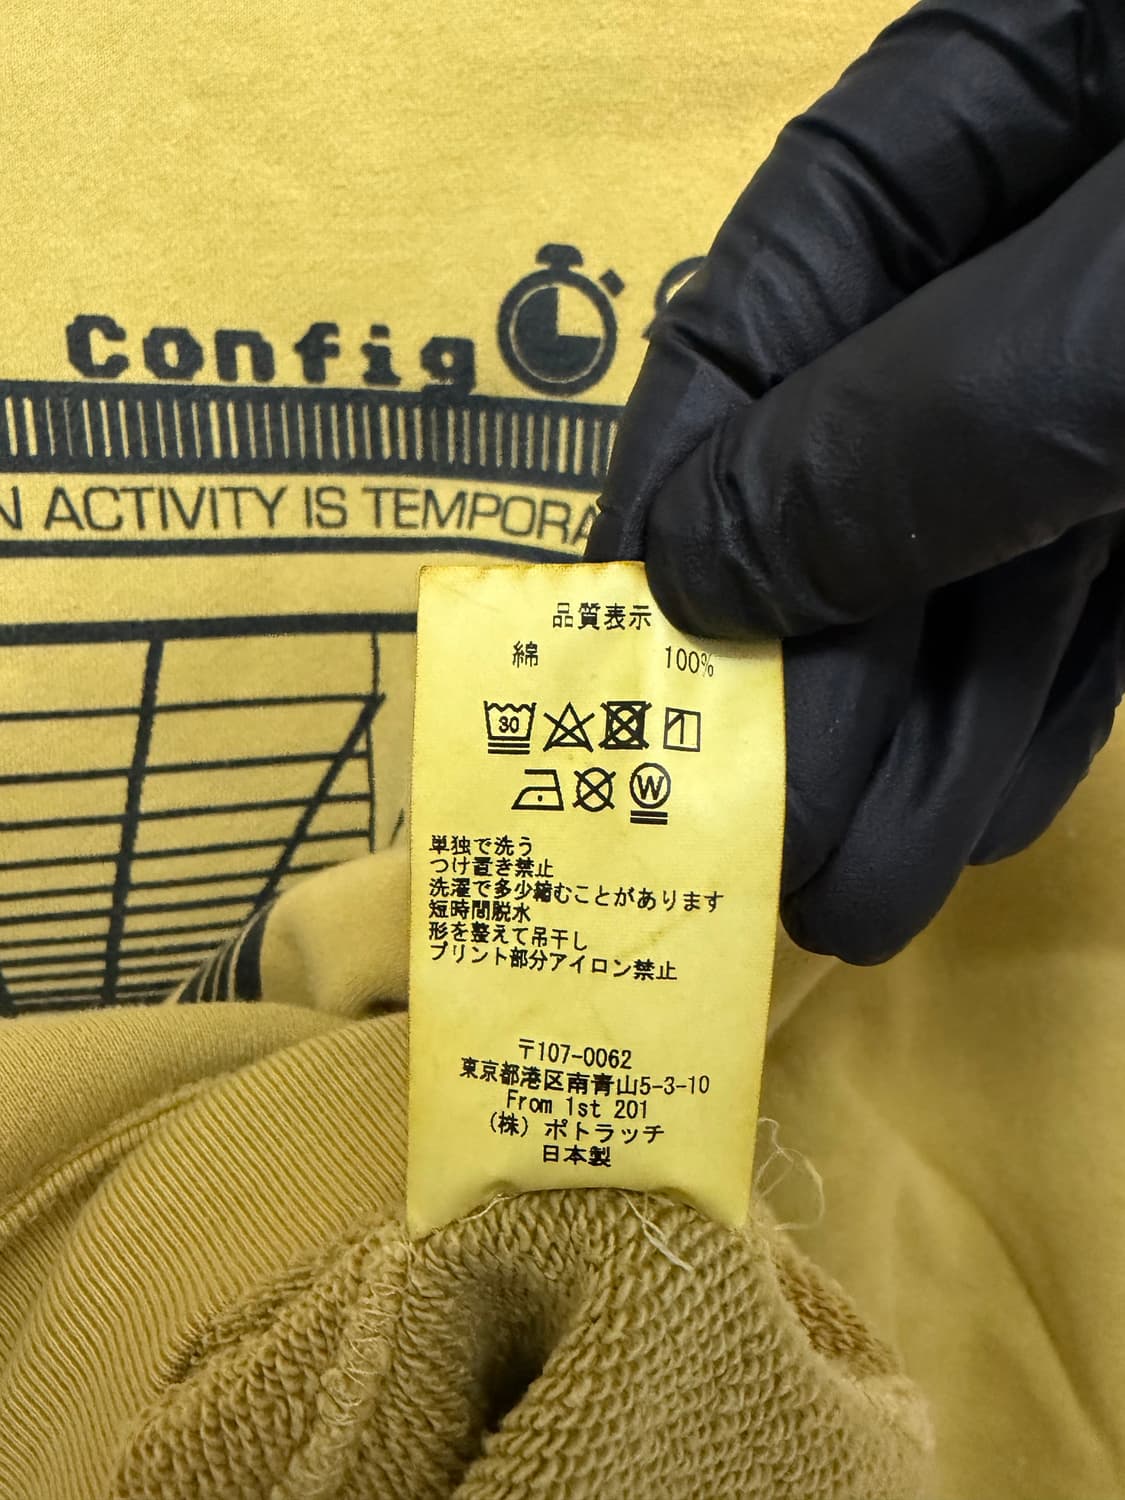 Config
N ACTIVITY IS TEMPORA
品質表示
綿 100%
30
W
単独で洗う
つけ置き禁止
洗濯で多少縮むことがあります
短時間脱水
形を整えて吊干し
プリント部分アイロン禁止
〒107-0062
東京都港区南青山5-3-10
From 1st 201
(株) ポトラッチ
日本製